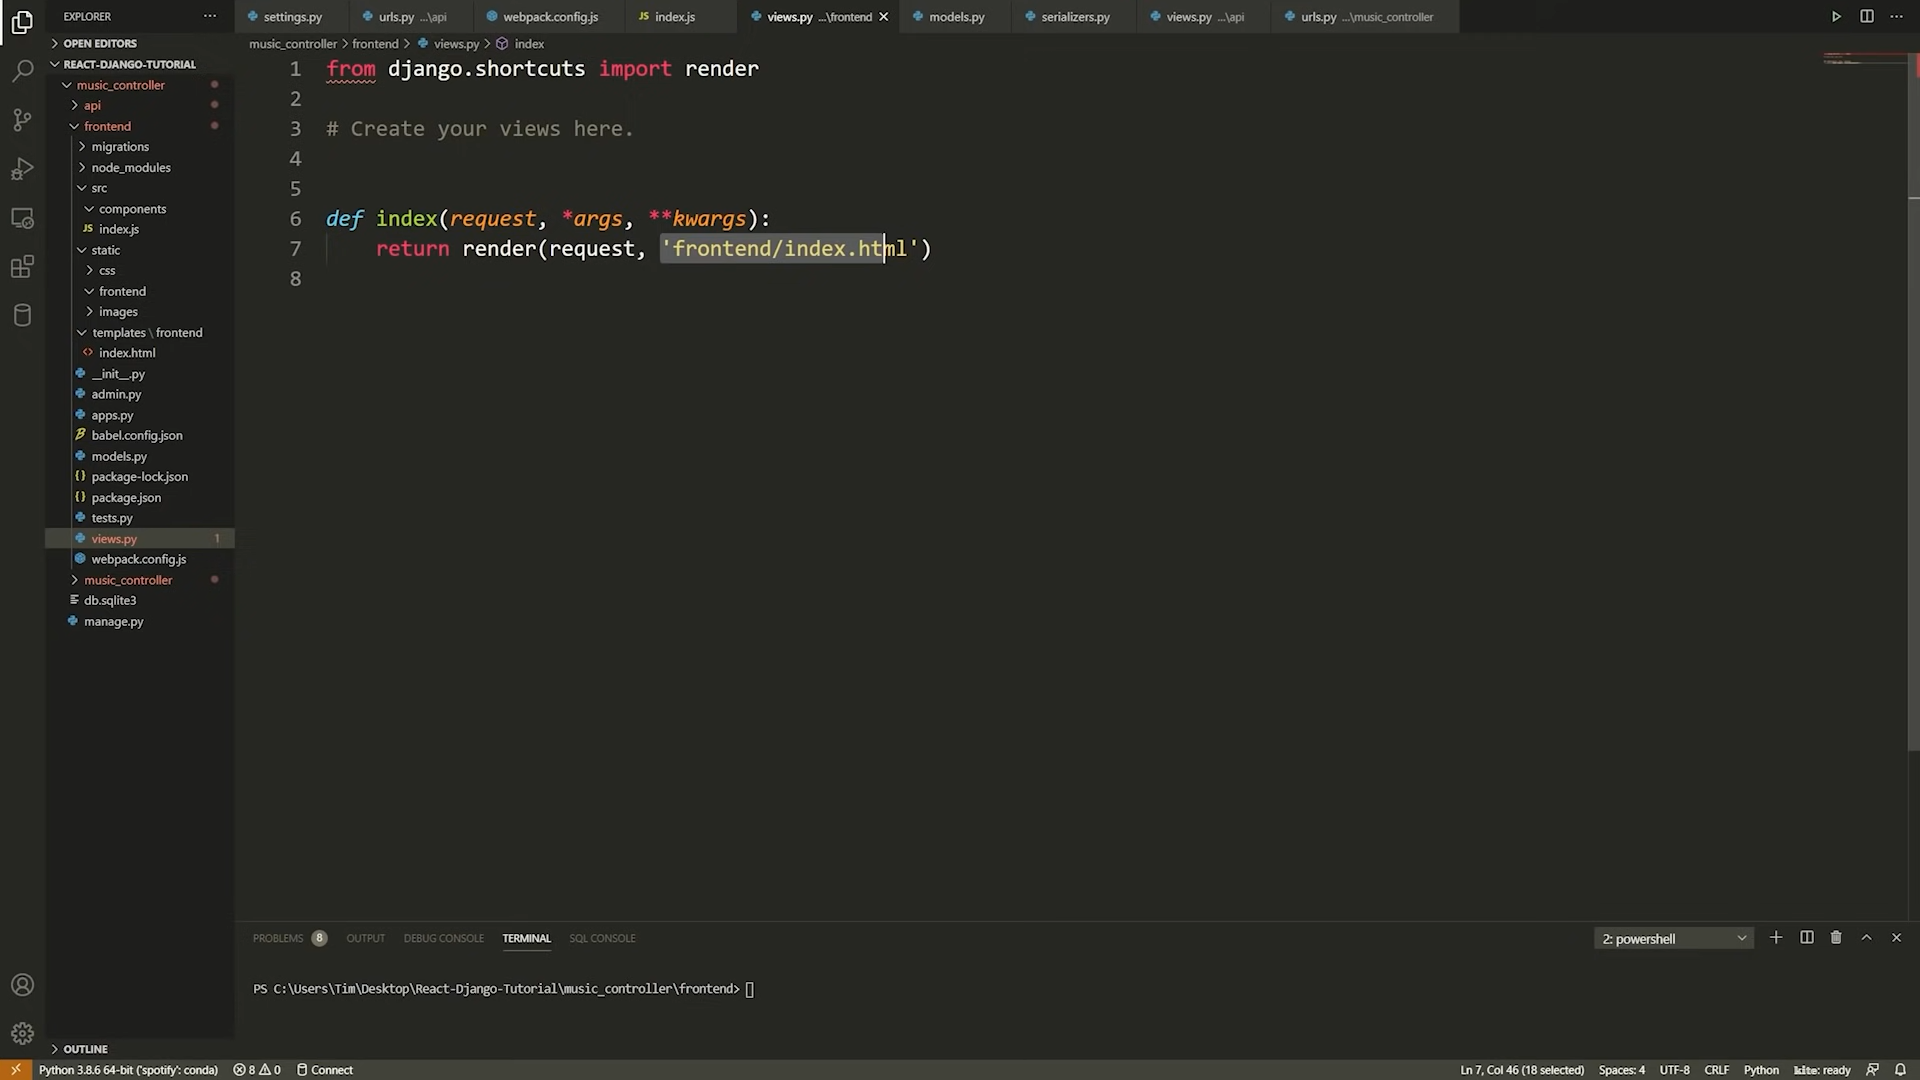 EXPLORER
settings.py
urls.py ...\api
webpack.config.js
JS index.js
views.py ...\frontend
models.py
serializers.py
views.py ...\api
urls.py ...\music_controller
OPEN EDITORS
REACT-DJANGO-TUTORIAL
music_controller
api
frontend
migrations
node_modules
src
components
JS index.js
static
css
frontend
images
templates \ frontend
index.html
__init__.py
admin.py
apps.py
babel.config.json
models.py
package-lock.json
package.json
tests.py
views.py 1
webpack.config.js
music_controller
db.sqlite3
manage.py
OUTLINE
music_controller > frontend > views.py > index
1 from django.shortcuts import render
2
3 # Create your views here.
4
5
6 def index(request, *args, **kwargs):
7 return render(request, 'frontend/index.html')
8
PROBLEMS 8 OUTPUT DEBUG CONSOLE TERMINAL SQL CONSOLE
2: powershell
PS C:\Users\Tim\Desktop\React-Django-Tutorial\music_controller\frontend>
Python 3.8.6 64-bit ('spotify': conda) 8 0 Connect
Ln 7, Col 46 (18 selected) Spaces: 4 UTF-8 CRLF Python kite: ready